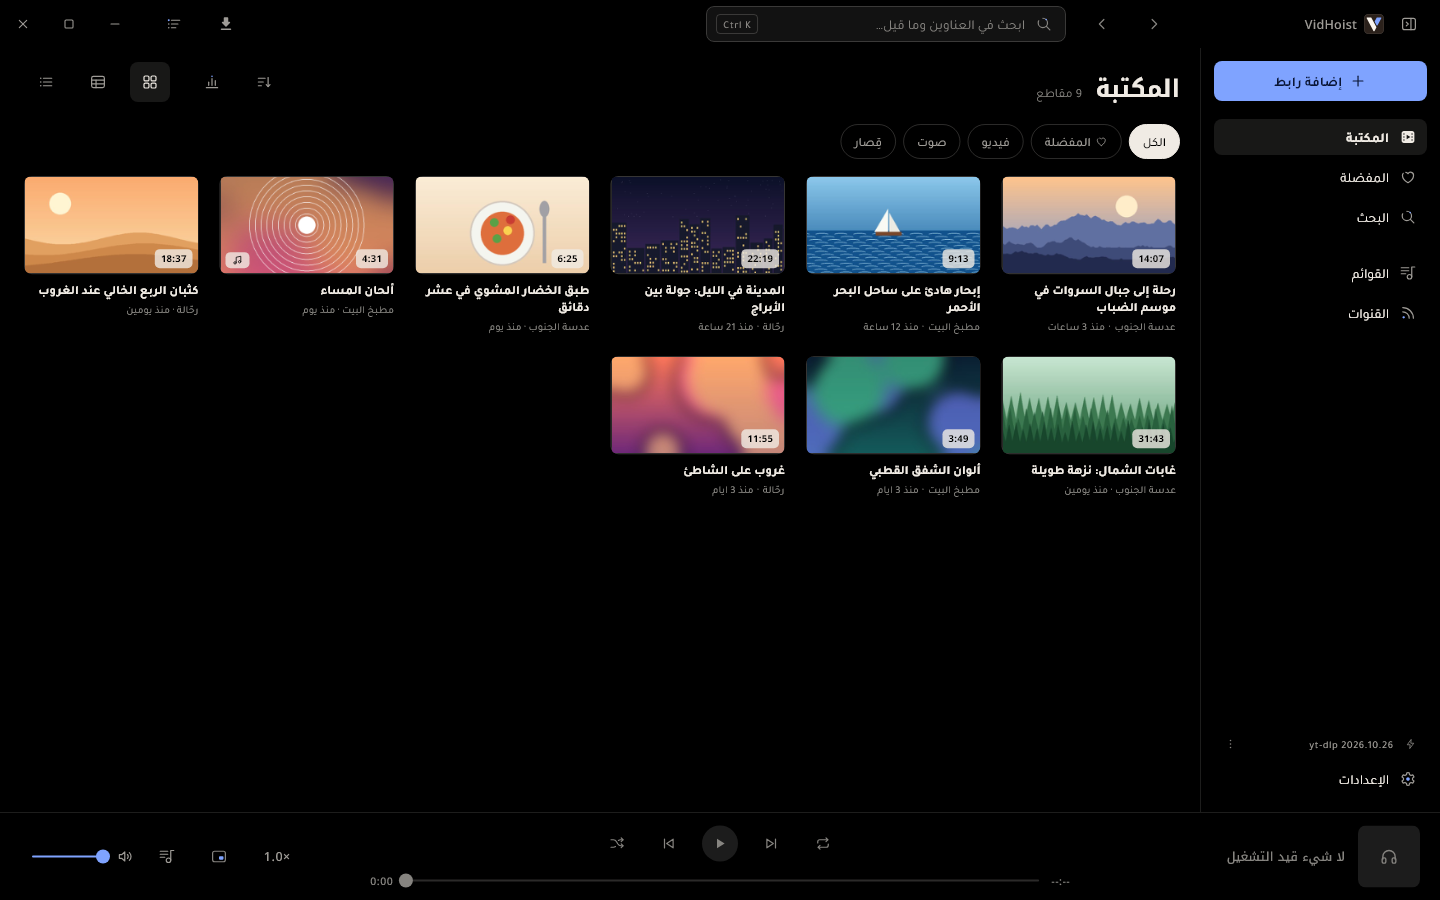 VidHoist
ابحث في العناوين وما قيل...
Ctrl K
إضافة رابط
المكتبة
المفضلة
البحث
القوائم
القنوات
yt-dlp 2026.10.26
الإعدادات
المكتبة
9 مقاطع
الكل
المفضلة
فيديو
صوت
قِصار
14:07
رحلة إلى جبال السروات في
موسم الضباب
عدسة الجنوب · منذ 3 ساعات
9:13
إبحار هادئ على ساحل البحر
الأحمر
مطبخ البيت · منذ 12 ساعة
22:19
المدينة في الليل: جولة بين
الأبراج
رحّالة · منذ 21 ساعة
6:25
طبق الخضار المشوي في عشر
دقائق
عدسة الجنوب · منذ يوم
4:31
ألحان المساء
مطبخ البيت · منذ يوم
18:37
كثبان الربع الخالي عند الغروب
رحّالة · منذ يومين
31:43
غابات الشمال: نزهة طويلة
عدسة الجنوب · منذ يومين
3:49
ألوان الشفق القطبي
مطبخ البيت · منذ 3 أيام
11:55
غروب على الشاطئ
رحّالة · منذ 3 أيام
لا شيء قيد التشغيل
0:00
--:--
1.0×